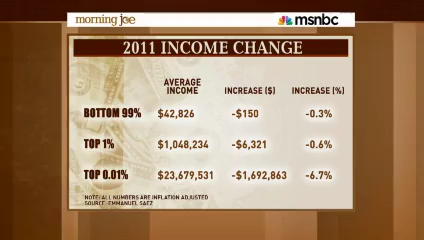 morning joe
msnbc
2011 INCOME CHANGE
AVERAGE INCOME INCREASE ($) INCREASE (%)
BOTTOM 99% $42,826 -$150 -0.3%
TOP 1% $1,048,234 -$6,321 -0.6%
TOP 0.01% $23,679,531 -$1,692,863 -6.7%
NOTE: ALL NUMBERS ARE INFLATION ADJUSTED
SOURCE: EMMANUEL SAEZ